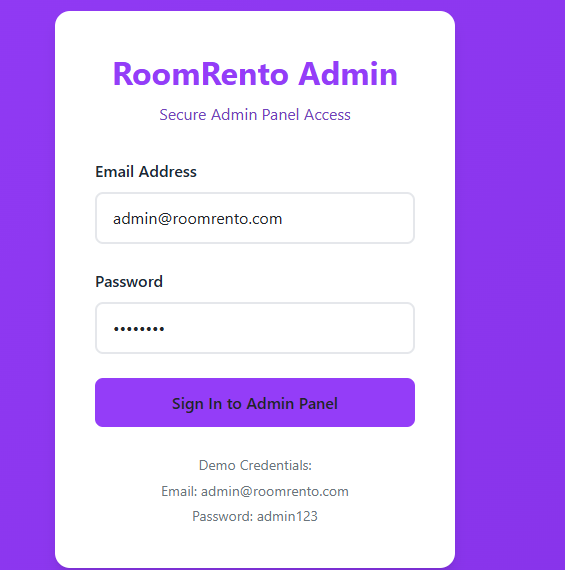 RoomRento Admin
Secure Admin Panel Access
Email Address
admin@roomrento.com
Password
••••••••
Sign In to Admin Panel
Demo Credentials:
Email: admin@roomrento.com
Password: admin123